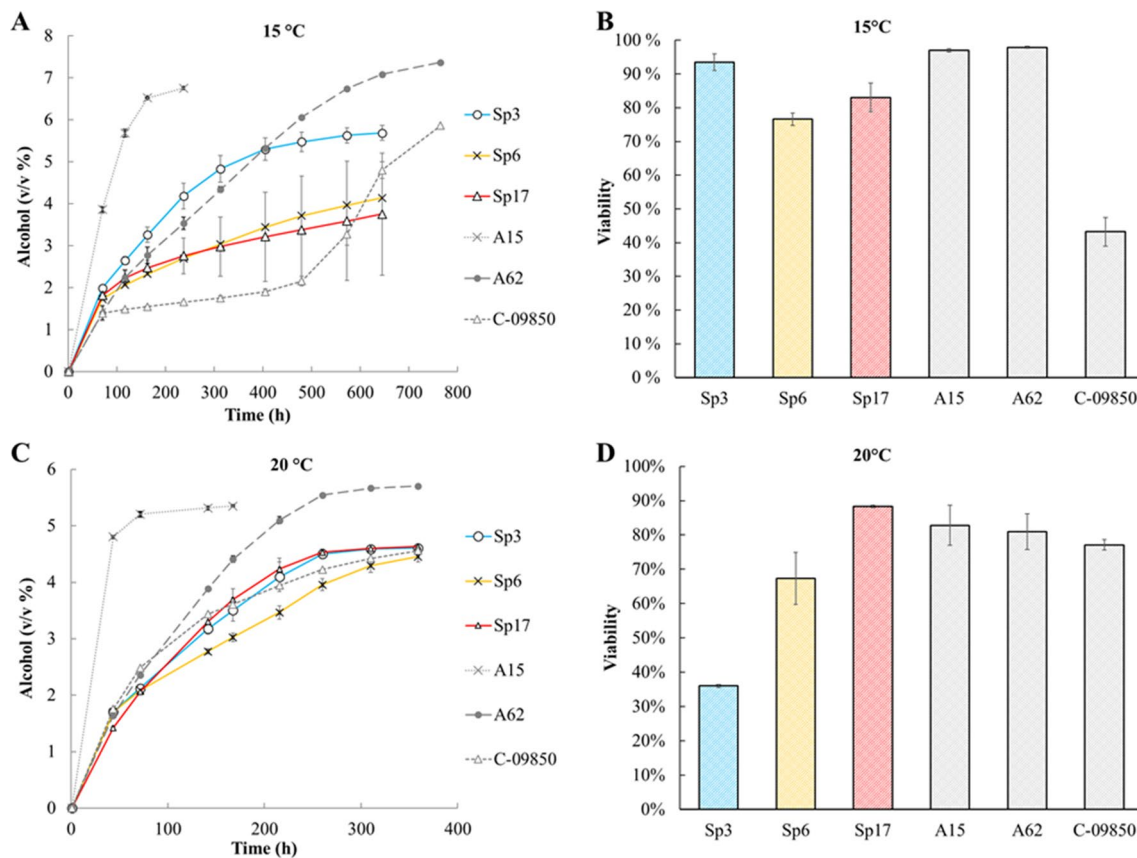 A
15 °C
8
7
6
5
4
3
2
1
0
Alcohol (v/v %)
0 100 200 300 400 500 600 700 800
Time (h)
Sp3
Sp6
Sp17
A15
A62
C-09850
B
15°C
100 %
90 %
80 %
70 %
60 %
50 %
40 %
30 %
20 %
10 %
0 %
Viability
Sp3 Sp6 Sp17 A15 A62 C-09850
C
20 °C
6
5
4
3
2
1
0
Alcohol (v/v %)
0 100 200 300 400
Time (h)
Sp3
Sp6
Sp17
A15
A62
C-09850
D
20°C
100%
90%
80%
70%
60%
50%
40%
30%
20%
10%
0%
Viability
Sp3 Sp6 Sp17 A15 A62 C-09850